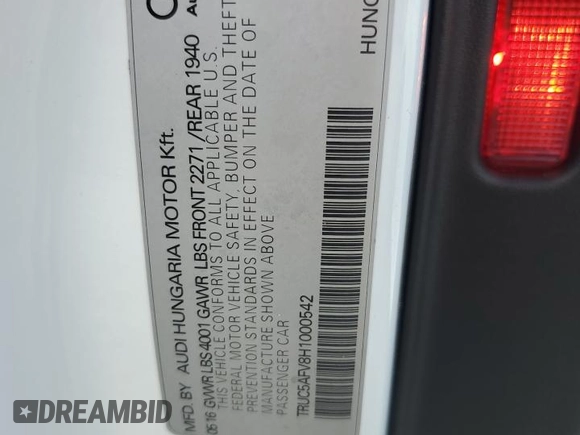 MFD. BY AUDI HUNGARIA MOTOR Kft.
05 16 GVWR LBS 4001 GAWR LBS FRONT 2271 /REAR 1940
THIS VEHICLE CONFORMS TO ALL APPLICABLE U.S.
FEDERAL MOTOR VEHICLE SAFETY, BUMPER AND THEFT
PREVENTION STANDARDS IN EFFECT ON THE DATE OF
MANUFACTURE SHOWN ABOVE
PASSENGER CAR
TRUC5AFV8H1000542
DREAMBID